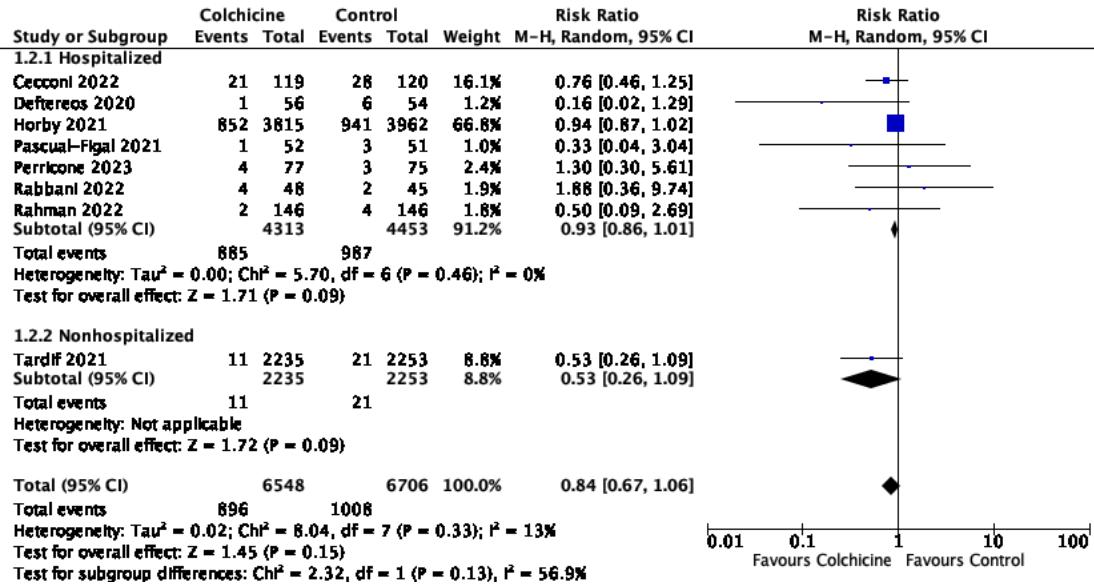 Colchicine Control Risk Ratio Risk Ratio
Study or Subgroup Events Total Events Total Weight M-H, Random, 95% CI M-H, Random, 95% CI
1.2.1 Hospitalized
Cecconi 2022 21 119 28 120 16.1% 0.76 [0.46, 1.25]
Deftereos 2020 1 56 6 54 1.2% 0.16 [0.02, 1.29]
Horby 2021 852 3815 941 3962 66.8% 0.94 [0.87, 1.02]
Pascual-Figal 2021 1 52 3 51 1.0% 0.33 [0.04, 3.04]
Perricone 2023 4 77 3 75 2.4% 1.30 [0.30, 5.61]
Rabbani 2022 4 48 2 45 1.9% 1.88 [0.36, 9.74]
Rahman 2022 2 146 4 146 1.8% 0.50 [0.09, 2.69]
Subtotal (95% CI) 4313 4453 91.2% 0.93 [0.86, 1.01]
Total events 885 987
Heterogeneity: Tau² = 0.00; Chi² = 5.70, df = 6 (P = 0.46); I² = 0%
Test for overall effect: Z = 1.71 (P = 0.09)
1.2.2 Nonhospitalized
Tardif 2021 11 2235 21 2253 8.8% 0.53 [0.26, 1.09]
Subtotal (95% CI) 2235 2253 8.8% 0.53 [0.26, 1.09]
Total events 11 21
Heterogeneity: Not applicable
Test for overall effect: Z = 1.72 (P = 0.09)
Total (95% CI) 6548 6706 100.0% 0.84 [0.67, 1.06]
Total events 896 1008
Heterogeneity: Tau² = 0.02; Chi² = 8.04, df = 7 (P = 0.33); I² = 13%
Test for overall effect: Z = 1.45 (P = 0.15)
Test for subgroup differences: Chi² = 2.32, df = 1 (P = 0.13), I² = 56.9%
0.01 0.1 1 10 100
Favours Colchicine Favours Control